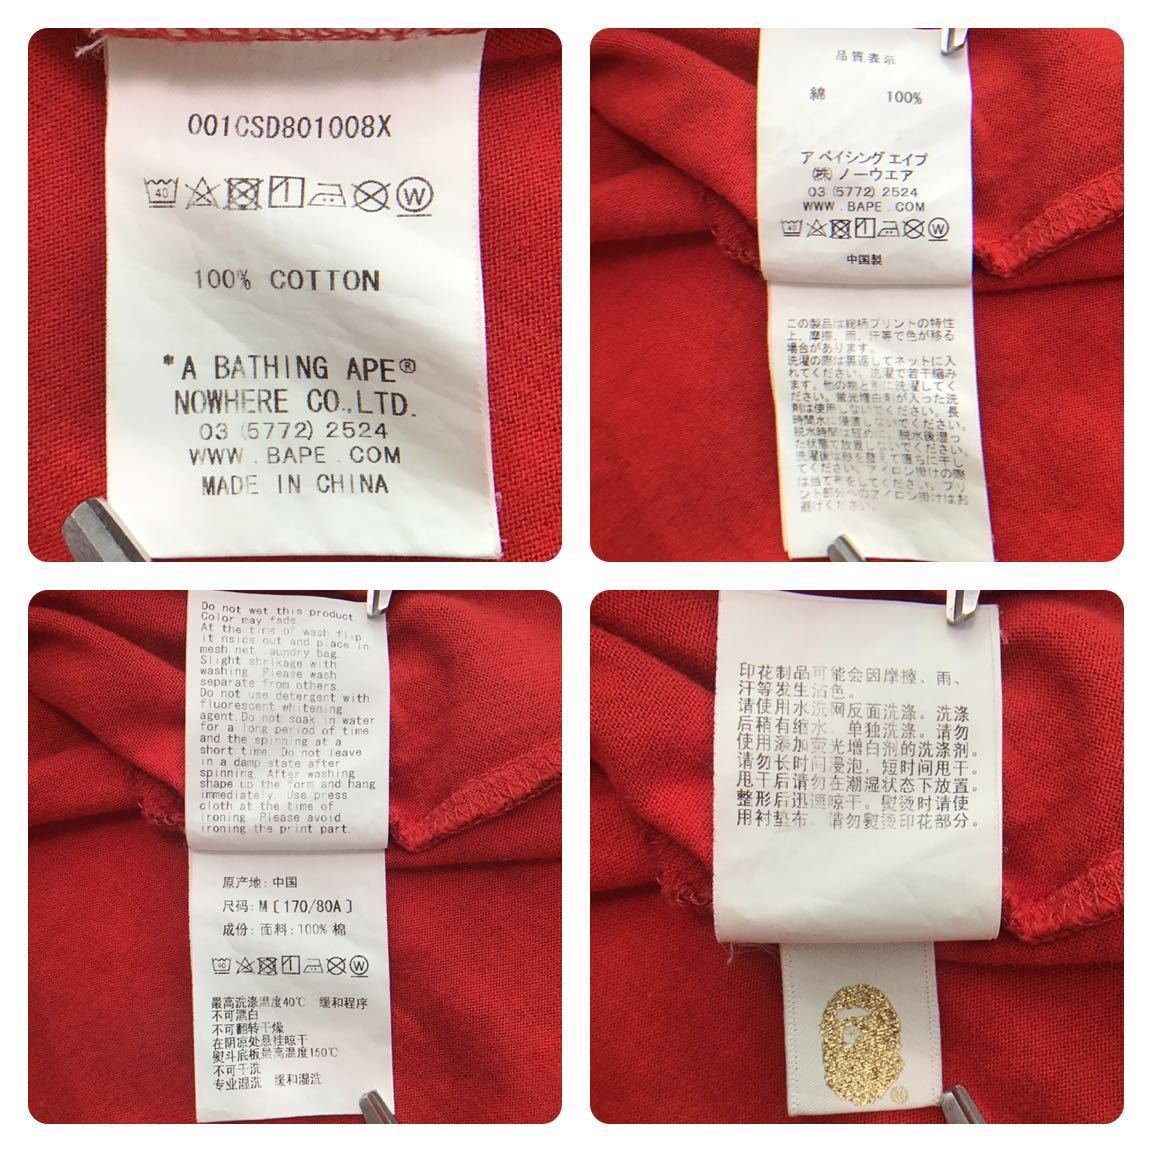 001CSD801008X
40 W
100% COTTON
"A BATHING APE®
NOWHERE CO.,LTD.
03 (5772) 2524
WWW.BAPE.COM
MADE IN CHINA
品質表示
綿 100%
ア ベイシング エイプ
(株) ノーウエア
03 (5772) 2524
WWW.BAPE.COM
40 W
中国製
この製品は総柄プリントの特性
上、摩擦、雨、汗等で色が移る
場合があります。
洗濯の際は裏返してネットに入
れてください。洗濯で若干縮み
ます。他の物と別に洗濯してく
ださい。蛍光増白剤が入った洗
剤は使用しないでください。長
時間水に浸漬しないでください。
脱水時間は短めに、脱水後湿っ
た状態で放置しないでください。
洗濯後は形を整えて直ちに干し
てください。アイロン掛けの際
は当て布をしてください。プリ
ント部分へのアイロン掛けはお
避けください。
Do not wet this product
Color may fade
At the time of wash flip
it inside out and place in
mesh net laundry bag.
Slight shrikage with
washing. Please wash
separate from others.
Do not use detergent with
fluorescent whitening
agent.Do not soak in water
for a long period of time
and the spinning at a
short time. Do not leave
in a damp state after
spinning. After washing
shape up the form and hang
immediately. Use press
cloth at the time of
ironing. Please avoid
ironing the print part.
原产地: 中国
尺码: M [170/80A]
成份: 面料: 100% 棉
40 W
最高洗涤温度40℃ 缓和程序
不可漂白
不可翻转干燥
在阴凉处悬挂晾干
熨斗底板最高温度150℃
不可干洗
专业湿洗 缓和湿洗
印花制品可能会因摩擦、雨、
汗等发生沾色。
请使用水洗网反面洗涤。洗涤
后稍有缩水。单独洗涤。请勿
使用添加荧光增白剂的洗涤剂。
请勿长时间浸泡,短时间甩干。
甩干后请勿在潮湿状态下放置。
整形后迅速晾干。熨烫时请使
用衬垫布。请勿熨烫印花部分。